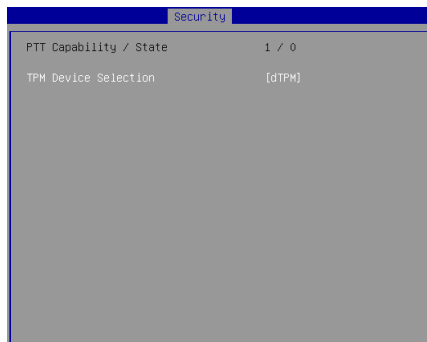 Security
PTT Capability / State 1 / 0
TPM Device Selection [dTPM]